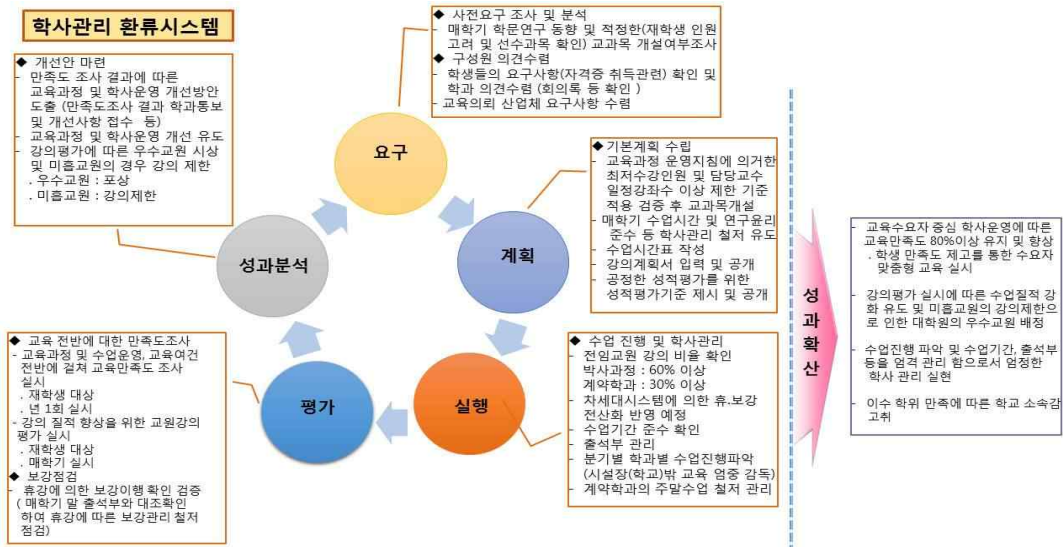 학사관리 환류시스템
◆ 개선안 마련
- 만족도 조사 결과에 따른
교육과정 및 학사운영 개선방안
도출 (만족도조사 결과 학과통보
및 개선사항 접수 등)
- 교육과정 및 학사운영 개선 유도
- 강의평가에 따른 우수교원 시상
및 미흡교원의 경우 강의 제한
. 우수교원 : 포상
. 미흡교원 : 강의제한
◆ 사전요구 조사 및 분석
- 매학기 학문연구 동향 및 적정한(재학생 인원
고려 및 선수과목 확인) 교과목 개설여부조사
◆ 구성원 의견수렴
- 학생들의 요구사항(자격증 취득관련) 확인 및
학과 의견수렴 (회의록 등 확인 )
- 교육의뢰 산업체 요구사항 수렴
요구
◆ 기본계획 수립
- 교육과정 운영지침에 의거한
최저수강인원 및 담당교수
일정강좌수 이상 제한 기준
적용 검증 후 교과목개설
- 매학기 수업시간 및 연구윤리
준수 등 학사관리 철저 유도
- 수업시간표 작성
- 강의계획서 입력 및 공개
- 공정한 성적평가를 위한
성적평가기준 제시 및 공개
계획
성과분석
◆ 교육 전반에 대한 만족도조사
- 교육과정 및 수업운영, 교육여건
전반에 걸쳐 교육만족도 조사
실시
. 재학생 대상
. 년 1회 실시
- 강의 질적 향상을 위한 교원강의
평가 실시
. 재학생 대상
. 매학기 실시
◆ 보강점검
- 휴강에 의한 보강이행 확인 검증
( 매학기 말 출석부와 대조확인
하여 휴강에 따른 보강관리 철저
점검)
평가
실행
◆ 수업 진행 및 학사관리
- 전임교원 강의 비율 확인
박사과정 : 60% 이상
계약학과 : 30% 이상
- 차세대시스템에 의한 휴.보강
전산화 반영 예정
- 수업기간 준수 확인
- 출석부 관리
- 분기별 학과별 수업진행파악
(시설장(학교)밖 교육 엄중 감독)
- 계약학과의 주말수업 철저 관리
성과확산
- 교육수요자 중심 학사운영에 따른
교육만족도 80%이상 유지 및 향상
. 학생 만족도 제고를 통한 수요자
맞춤형 교육 실시
- 강의평가 실시에 따른 수업질적 강
화 유도 및 미흡교원의 강의제한으
로 인한 대학원의 우수교원 배정
- 수업진행 파악 및 수업기간, 출석부
등을 엄격 관리 함으로서 엄정한
학사 관리 실현
- 이수 학위 만족에 따른 학교 소속감
고취